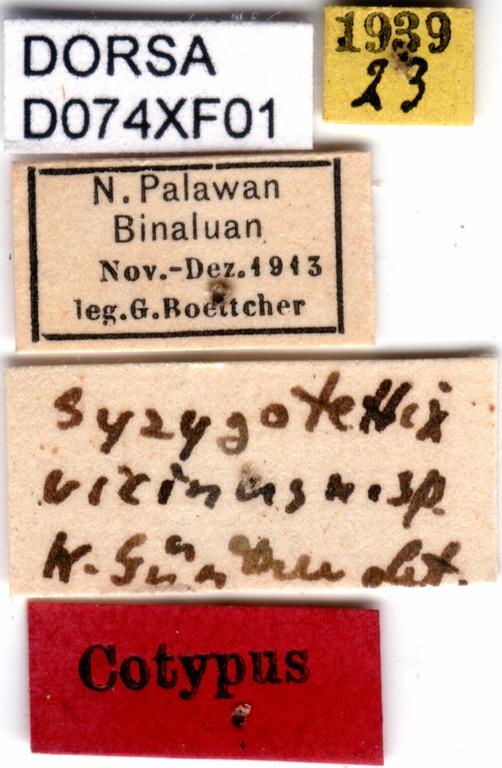 DORSA
D074XF01
1939
23
N. Palawan
Binaluan
Nov.-Dez. 1913
leg. G. Boettcher
Syzygotettix
vicinus n. sp.
K. Günther det.
Cotypus